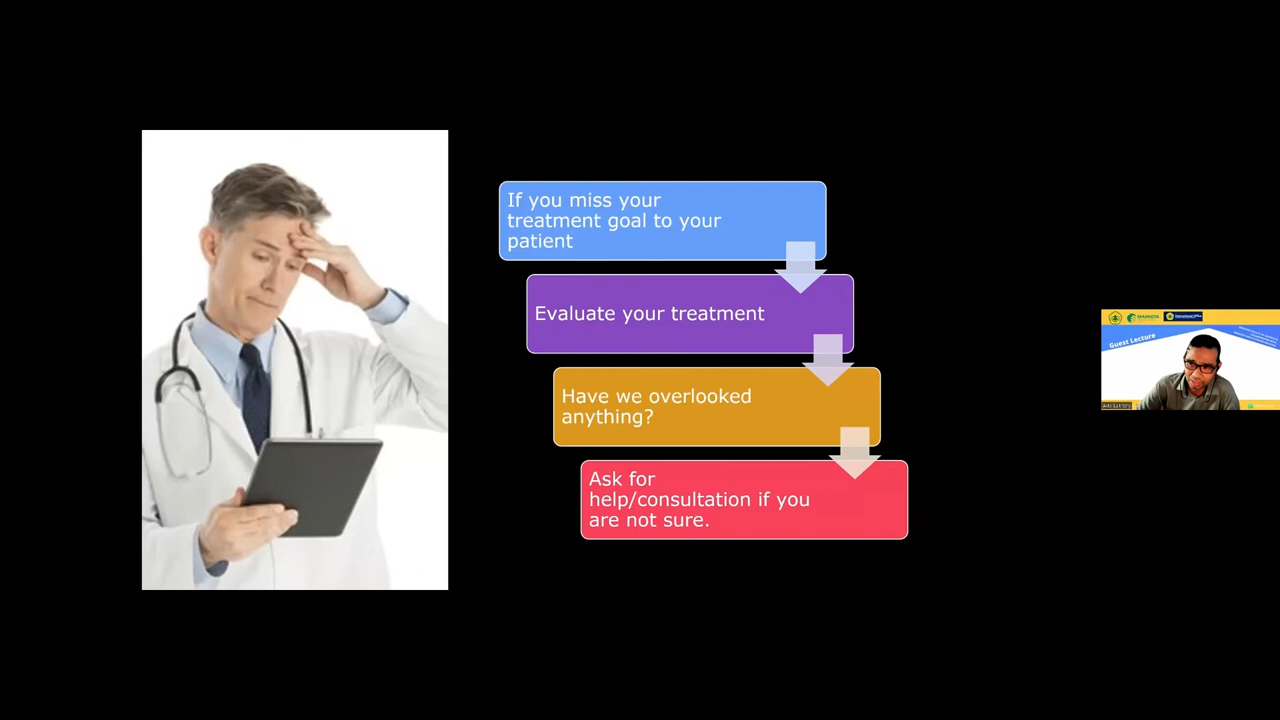 If you miss your
treatment goal to your
patient
Evaluate your treatment
Have we overlooked
anything?
Ask for
help/consultation if you
are not sure.
Guest Lecture